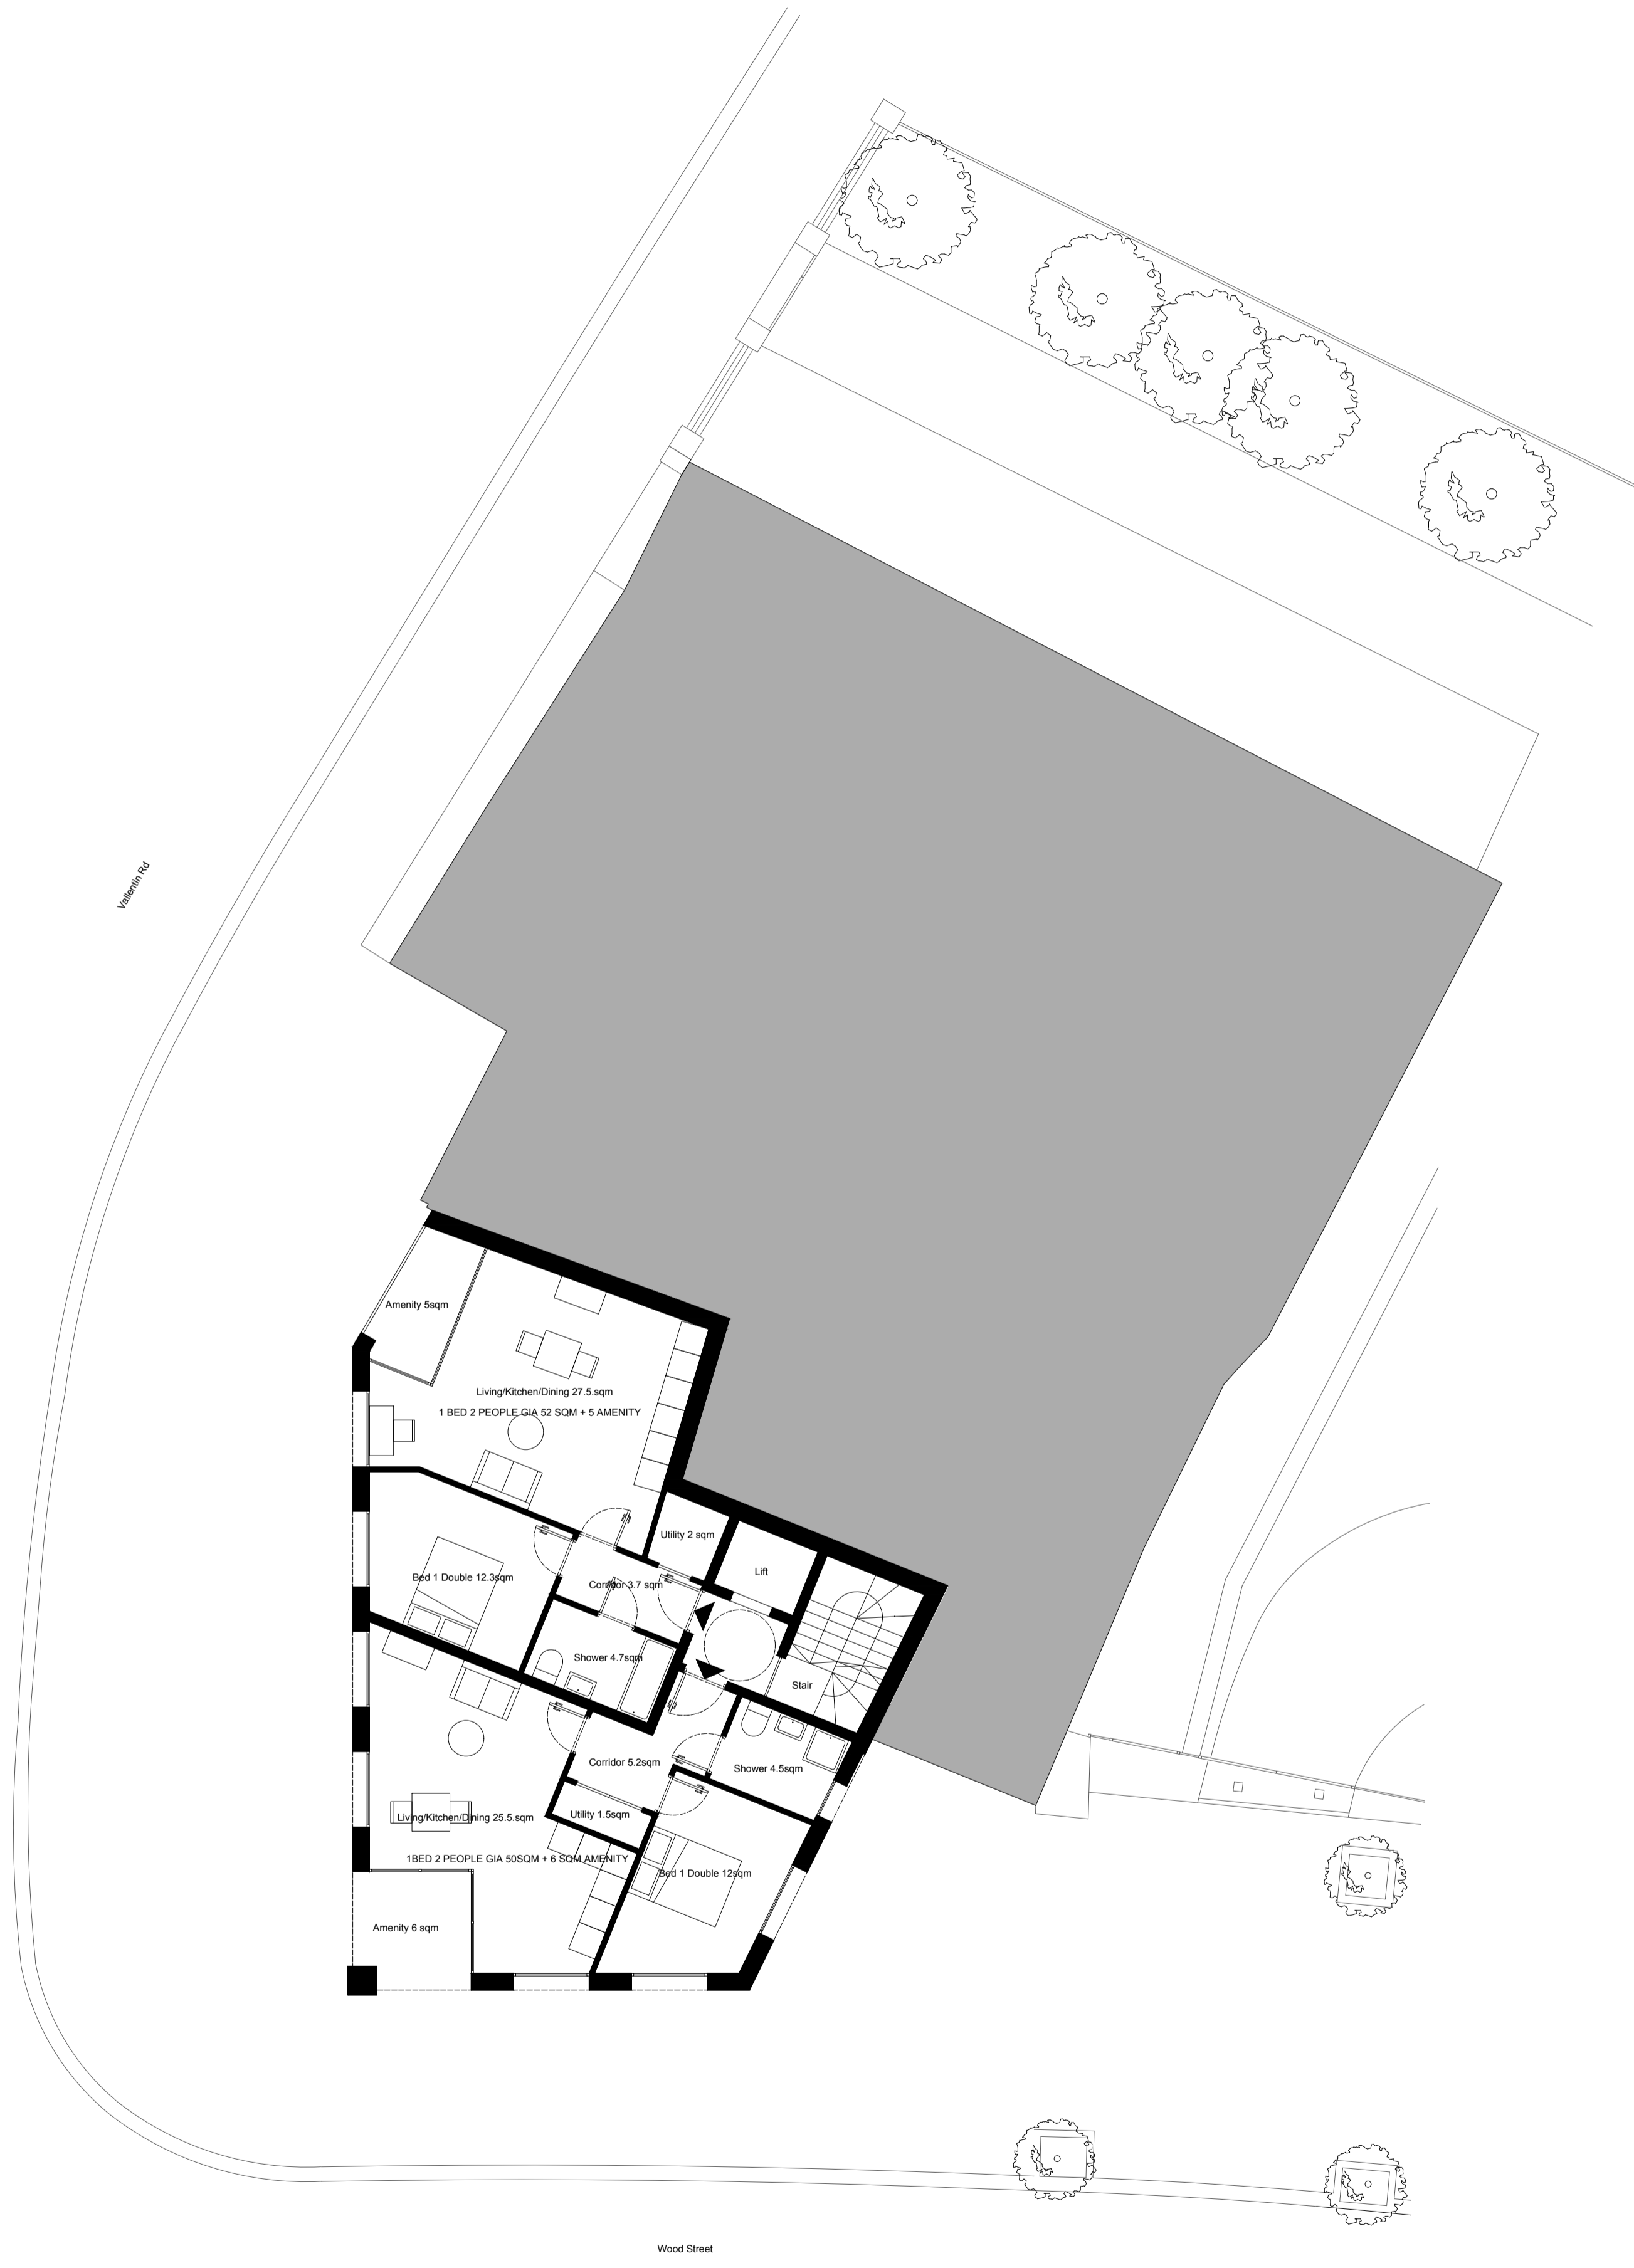 Vallentin Rd
Amenity 5sqm
Living/Kitchen/Dining 27.5.sqm
1 BED 2 PEOPLE GIA 52 SQM + 5 AMENITY
Utility 2 sqm
Lift
Bed 1 Double 12.3sqm
Corridor 3.7 sqm
Shower 4.7sqm
Stair
Corridor 5.2sqm
Shower 4.5sqm
Utility 1.5sqm
Living/Kitchen/Dining 25.5.sqm
1BED 2 PEOPLE GIA 50SQM + 6 SQM AMENITY
Bed 1 Double 12sqm
Amenity 6 sqm
Wood Street